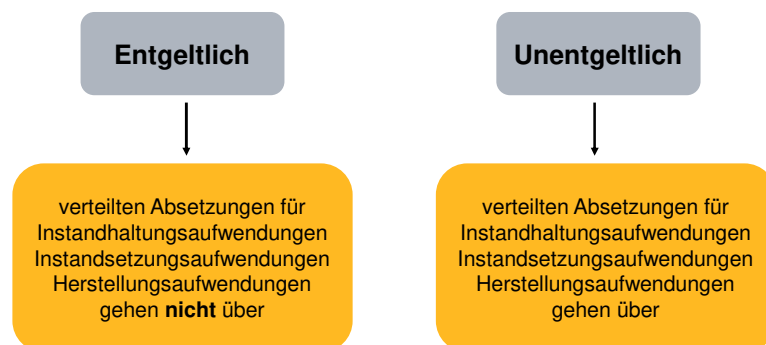 Entgeltlich
verteilten Absetzungen für
Instandhaltungsaufwendungen
Instandsetzungsaufwendungen
Herstellungsaufwendungen
gehen nicht über
Unentgeltlich
verteilten Absetzungen für
Instandhaltungsaufwendungen
Instandsetzungsaufwendungen
Herstellungsaufwendungen
gehen über